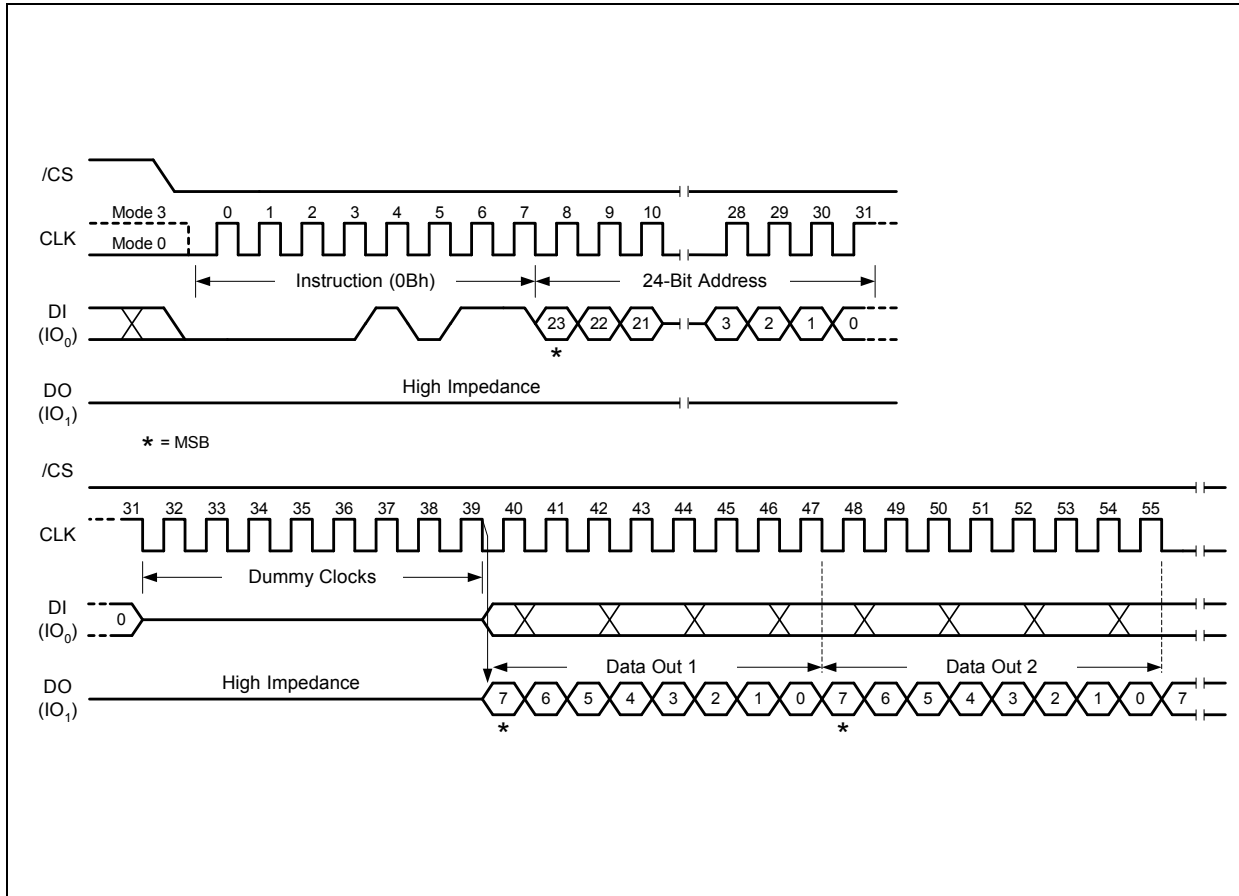 /CS
Mode 3 0 1 2 3 4 5 6 7 8 9 10 28 29 30 31
CLK
Mode 0
Instruction (0Bh) 24-Bit Address
DI
(IO0) 23 22 21 3 2 1 0
*
High Impedance
DO
(IO1)
* = MSB
/CS
31 32 33 34 35 36 37 38 39 40 41 42 43 44 45 46 47 48 49 50 51 52 53 54 55
CLK
Dummy Clocks
DI
(IO0) 0
Data Out 1 Data Out 2
High Impedance
DO
(IO1) 7 6 5 4 3 2 1 0 7 6 5 4 3 2 1 0 7
* *